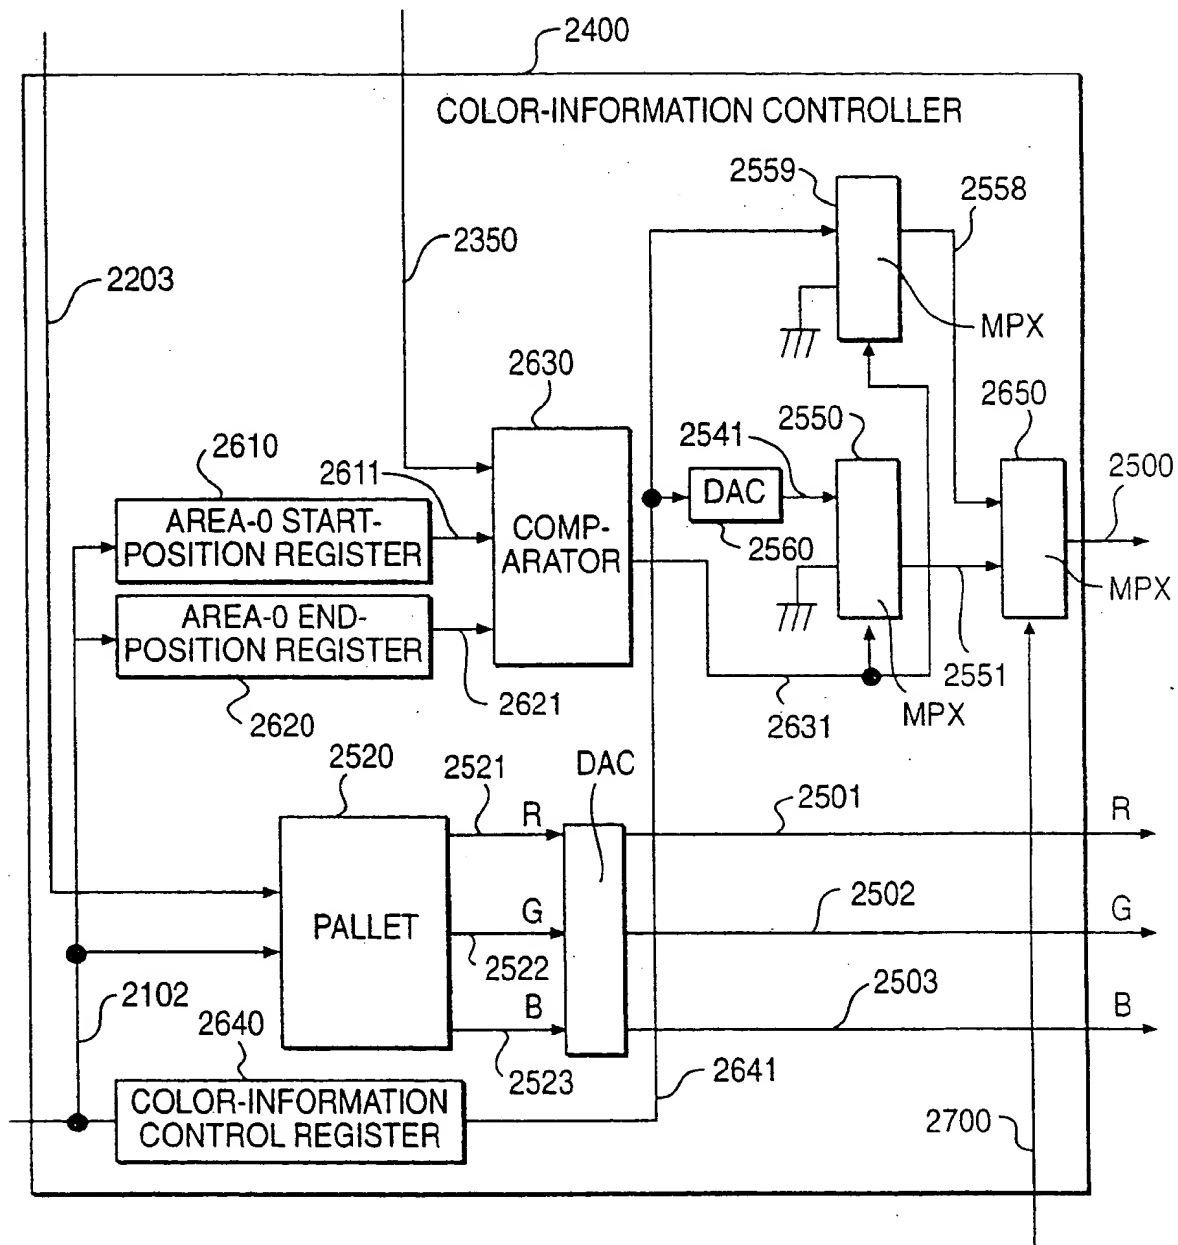 2400
COLOR-INFORMATION CONTROLLER
2559
2558
2350
2203
MPX
2630
2650
2550
2610
2611
2541
2500
AREA-0 START-
POSITION REGISTER
COMP-
ARATOR
DAC
2560
MPX
AREA-0 END-
POSITION REGISTER
2551
2621
2620
2631
MPX
2520
2521
DAC
R
2501
R
PALLET
G
2502
G
2522
2102
B
2503
B
2640
2523
2641
COLOR-INFORMATION
CONTROL REGISTER
2700